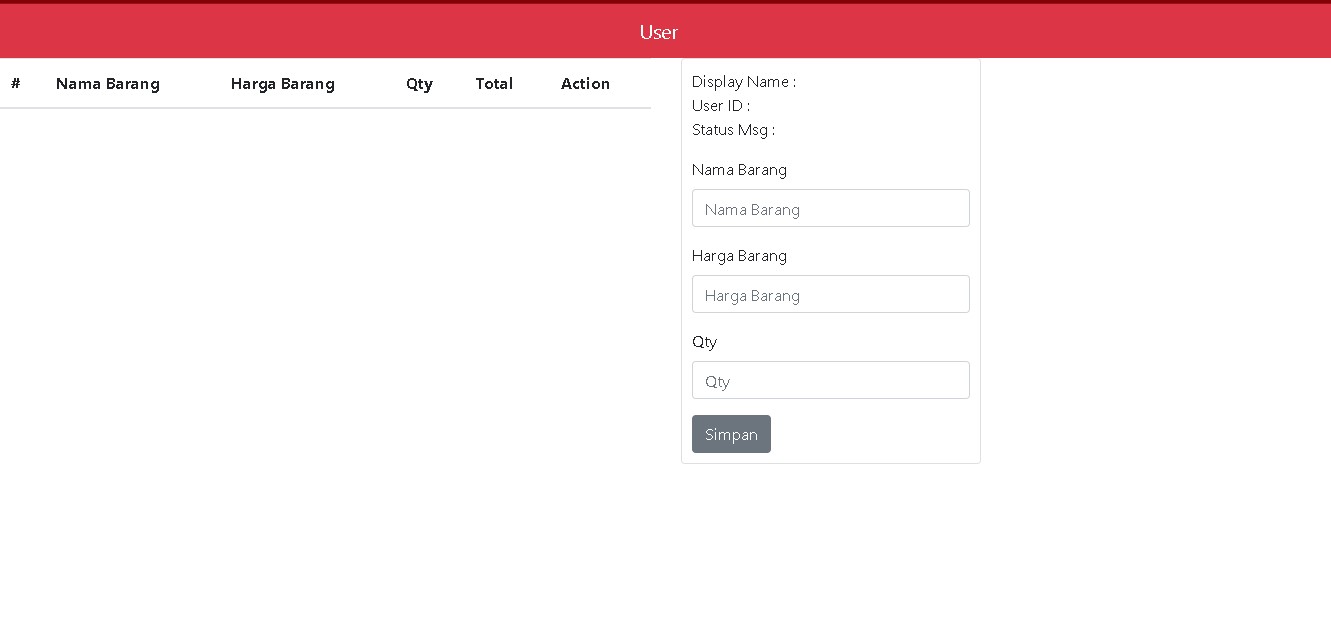 User
# Nama Barang Harga Barang Qty Total Action
Display Name :
User ID :
Status Msg :
Nama Barang
Nama Barang
Harga Barang
Harga Barang
Qty
Qty
Simpan